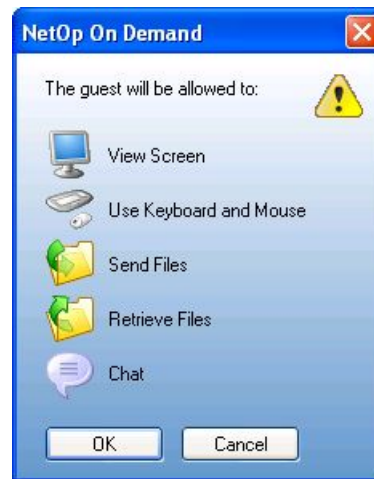 NetOp On Demand
The guest will be allowed to:
View Screen
Use Keyboard and Mouse
Send Files
Retrieve Files
Chat
OK Cancel